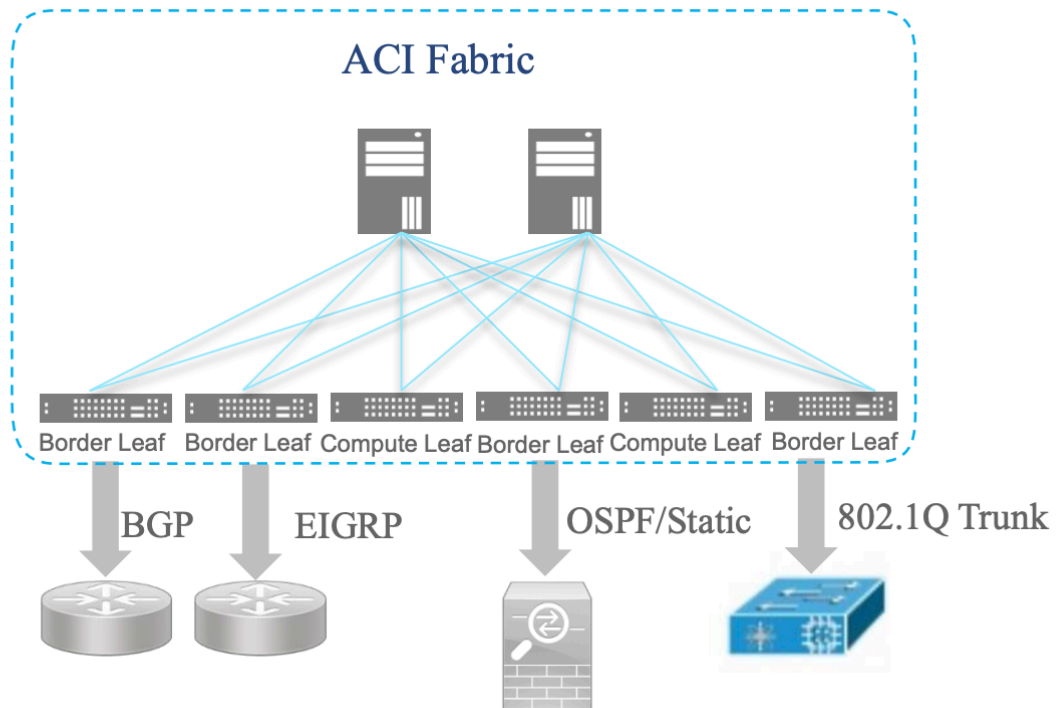 ACI Fabric
Border Leaf
Border Leaf
Compute Leaf
Border Leaf
Compute Leaf
Border Leaf
BGP
EIGRP
OSPF/Static
802.1Q Trunk